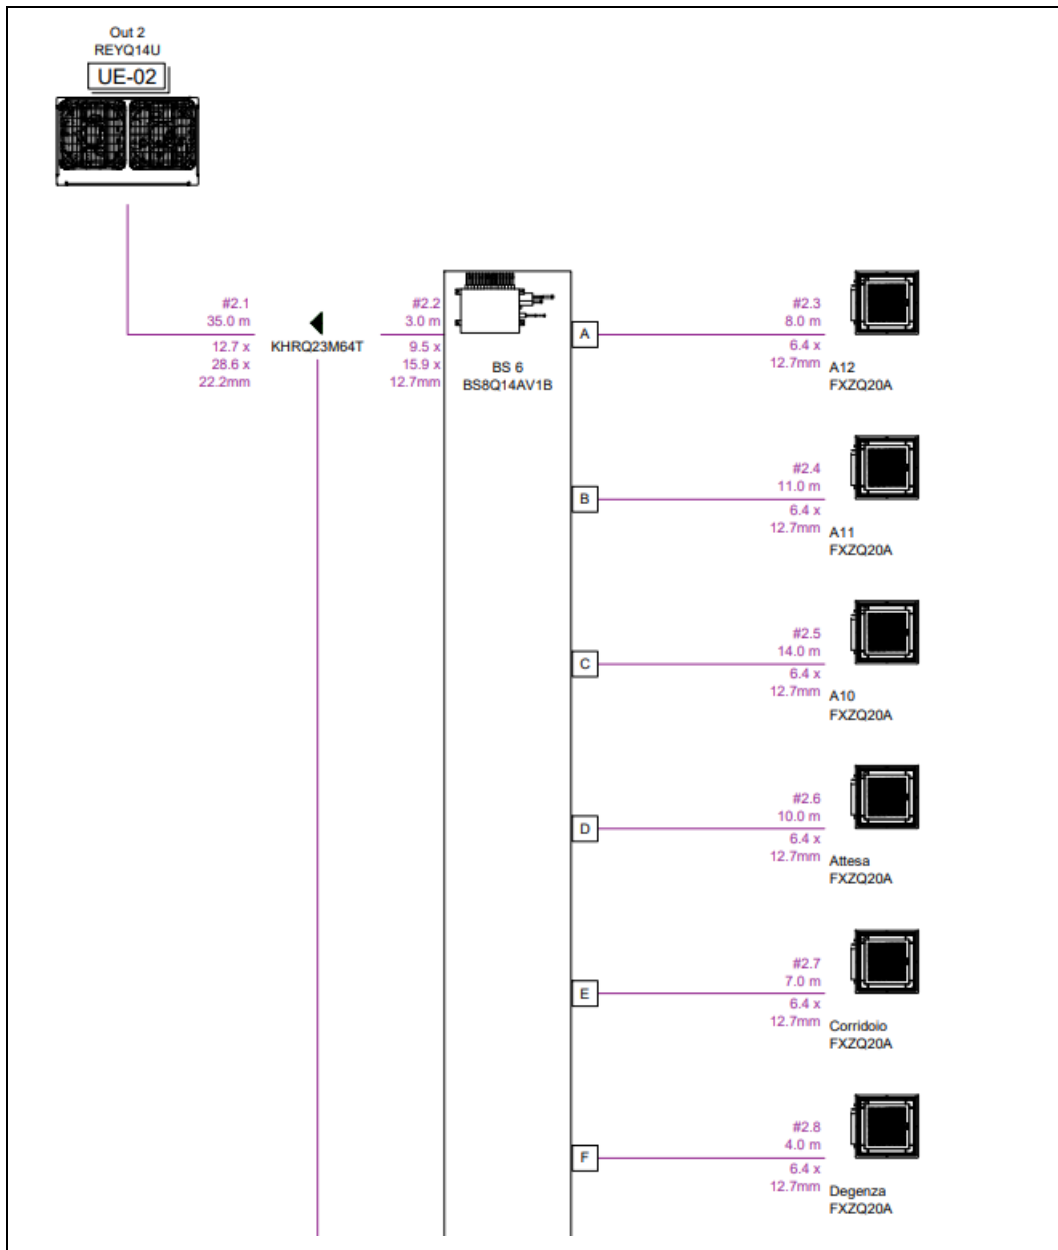 Out 2
REYQ14U
UE-02
#2.1
35.0 m
12.7 x
28.6 x
22.2mm
KHRQ23M64T
#2.2
3.0 m
9.5 x
15.9 x
12.7mm
BS 6
BS8Q14AV1B
A
#2.3
8.0 m
6.4 x
12.7mm
A12
FXZQ20A
B
#2.4
11.0 m
6.4 x
12.7mm
A11
FXZQ20A
C
#2.5
14.0 m
6.4 x
12.7mm
A10
FXZQ20A
D
#2.6
10.0 m
6.4 x
12.7mm
Attesa
FXZQ20A
E
#2.7
7.0 m
6.4 x
12.7mm
Corridoio
FXZQ20A
F
#2.8
4.0 m
6.4 x
12.7mm
Degenza
FXZQ20A